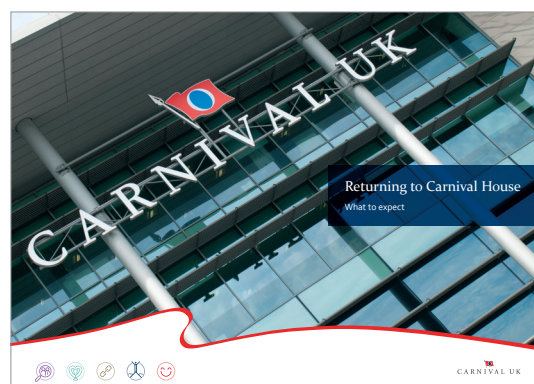 CARNIVAL UK
Returning to Carnival House
What to expect
CARNIVAL UK